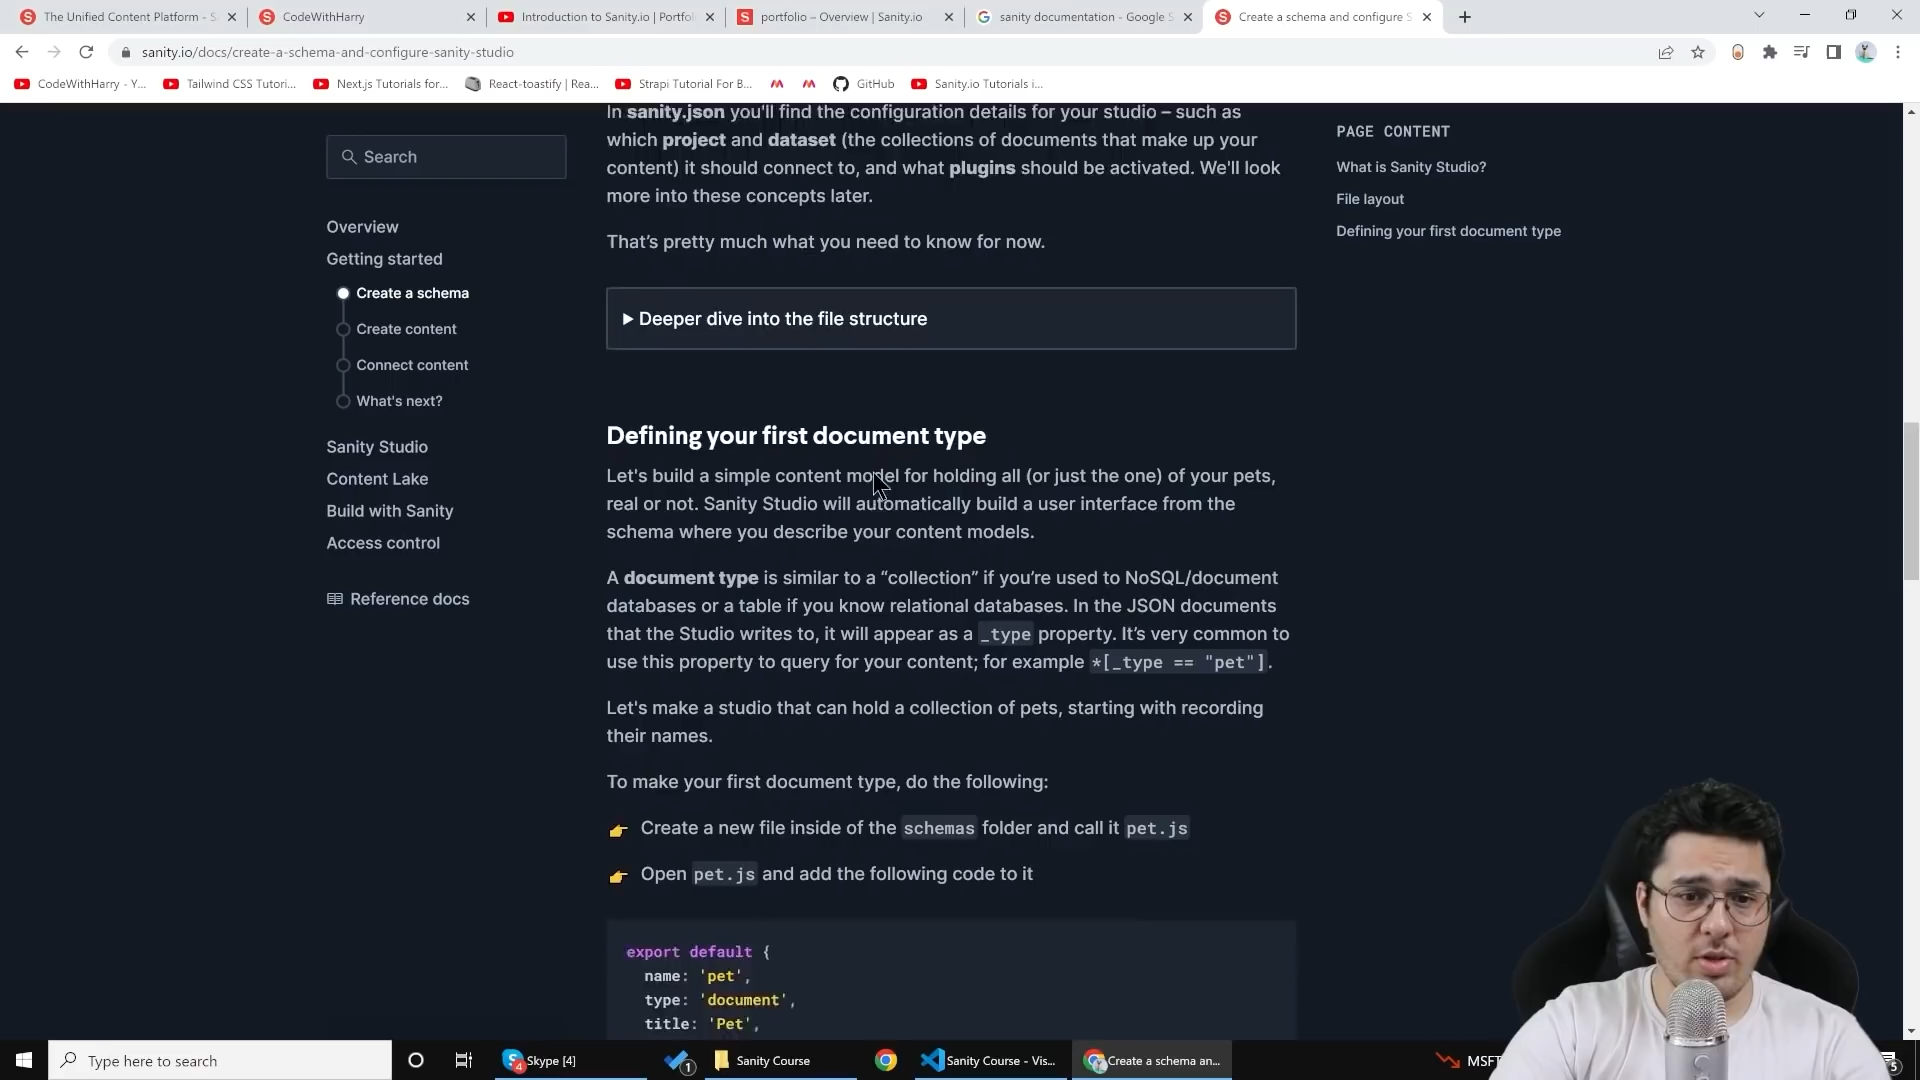 The Unified Content Platform - S
CodeWithHarry
Introduction to Sanity.io | Portfol
portfolio – Overview | Sanity.io
sanity documentation - Google S
Create a schema and configure S
sanity.io/docs/create-a-schema-and-configure-sanity-studio
CodeWithHarry - Y...
Tailwind CSS Tutori...
Next.js Tutorials for...
React-toastify | Rea...
Strapi Tutorial For B...
GitHub
Sanity.io Tutorials i...
Search
Overview
Getting started
Create a schema
Create content
Connect content
What's next?
Sanity Studio
Content Lake
Build with Sanity
Access control
Reference docs
In sanity.json you'll find the configuration details for your studio – such as
which project and dataset (the collections of documents that make up your
content) it should connect to, and what plugins should be activated. We'll look
more into these concepts later.
That's pretty much what you need to know for now.
Deeper dive into the file structure
Defining your first document type
Let's build a simple content model for holding all (or just the one) of your pets,
real or not. Sanity Studio will automatically build a user interface from the
schema where you describe your content models.
A document type is similar to a “collection” if you’re used to NoSQL/document
databases or a table if you know relational databases. In the JSON documents
that the Studio writes to, it will appear as a _type property. It’s very common to
use this property to query for your content; for example *[_type == "pet"].
Let's make a studio that can hold a collection of pets, starting with recording
their names.
To make your first document type, do the following:
Create a new file inside of the schemas folder and call it pet.js
Open pet.js and add the following code to it
export default {
name: 'pet',
type: 'document',
title: 'Pet',
PAGE CONTENT
What is Sanity Studio?
File layout
Defining your first document type
Type here to search
4
Skype [4]
1
Sanity Course
Sanity Course - Vis...
Create a schema an...
MSFT
5